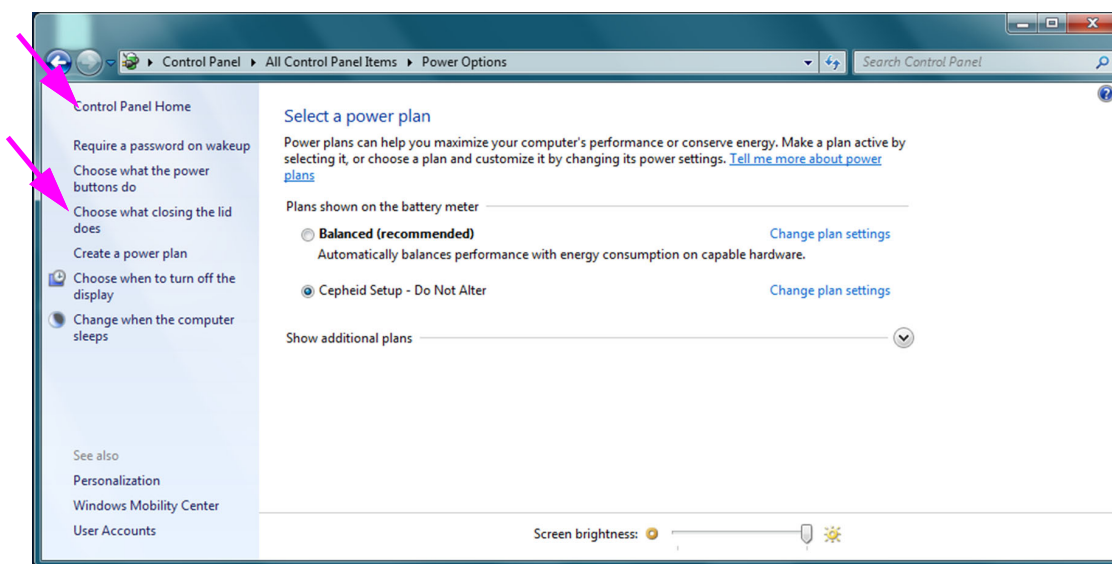 Control Panel ▸ All Control Panel Items ▸ Power Options
Search Control Panel
Control Panel Home
Require a password on wakeup
Choose what the power
buttons do
Choose what closing the lid
does
Create a power plan
Choose when to turn off the
display
Change when the computer
sleeps
See also
Personalization
Windows Mobility Center
User Accounts
Select a power plan
Power plans can help you maximize your computer's performance or conserve energy. Make a plan active by
selecting it, or choose a plan and customize it by changing its power settings. Tell me more about power
plans
Plans shown on the battery meter
Balanced (recommended) Change plan settings
Automatically balances performance with energy consumption on capable hardware.
Cepheid Setup - Do Not Alter Change plan settings
Show additional plans
Screen brightness: